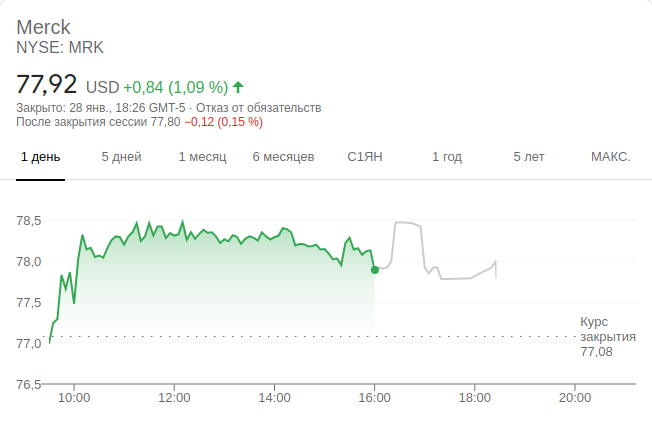 Merck
NYSE: MRK
77,92 USD +0,84 (1,09 %)
Закрыто: 28 янв., 18:26 GMT-5 · Отказ от обязательств
После закрытия сессии 77,80 −0,12 (0,15 %)
1 день 5 дней 1 месяц 6 месяцев С1ЯН 1 год 5 лет МАКС.
78,5
78,0
77,5
77,0
76,5
Курс
закрытия
77,08
10:00 12:00 14:00 16:00 18:00 20:00